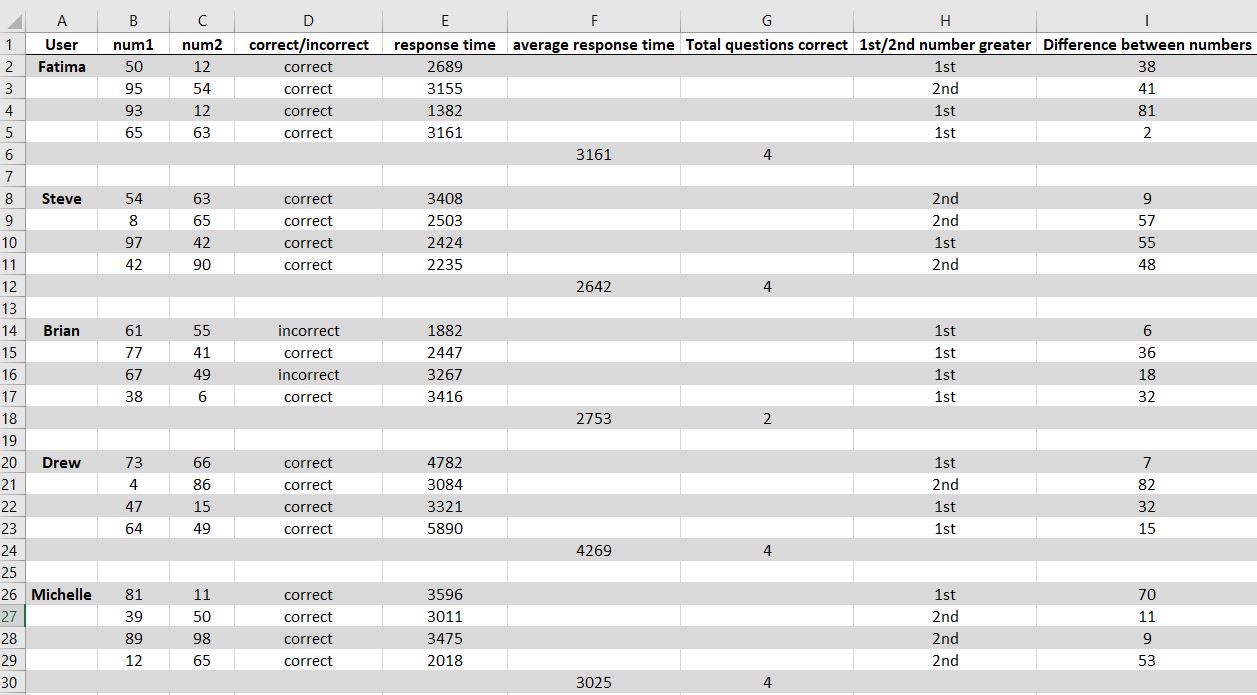 A B C D E F G H I
1 User num1 num2 correct/incorrect response time average response time Total questions correct 1st/2nd number greater Difference between numbers
2 Fatima 50 12 correct 2689 1st 38
3 95 54 correct 3155 2nd 41
4 93 12 correct 1382 1st 81
5 65 63 correct 3161 1st 2
6 3161 4
7
8 Steve 54 63 correct 3408 2nd 9
9 8 65 correct 2503 2nd 57
10 97 42 correct 2424 1st 55
11 42 90 correct 2235 2nd 48
12 2642 4
13
14 Brian 61 55 incorrect 1882 1st 6
15 77 41 correct 2447 1st 36
16 67 49 incorrect 3267 1st 18
17 38 6 correct 3416 1st 32
18 2753 2
19
20 Drew 73 66 correct 4782 1st 7
21 4 86 correct 3084 2nd 82
22 47 15 correct 3321 1st 32
23 64 49 correct 5890 1st 15
24 4269 4
25
26 Michelle 81 11 correct 3596 1st 70
27 39 50 correct 3011 2nd 11
28 89 98 correct 3475 2nd 9
29 12 65 correct 2018 2nd 53
30 3025 4